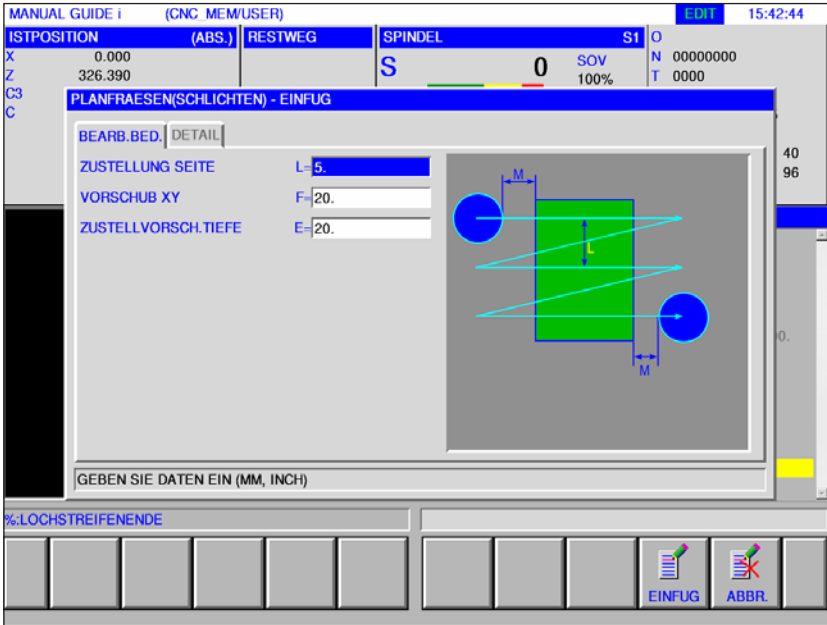 MANUAL GUIDE i (CNC_MEM/USER) EDIT 15:42:44
ISTPOSITION (ABS.) RESTWEG SPINDEL S1 O
X 0.000 S 0 SOV N 00000000
Z 326.390 100% T 0000
C3
C
PLANFRAESEN(SCHLICHTEN) - EINFUG
BEARB.BED. DETAIL
ZUSTELLUNG SEITE L= 5.
VORSCHUB XY F= 20.
ZUSTELLVORSCH.TIEFE E= 20.
M
L
M
40
96
0.
GEBEN SIE DATEN EIN (MM, INCH)
%:LOCHSTREIFENENDE
EINFUG ABBR.